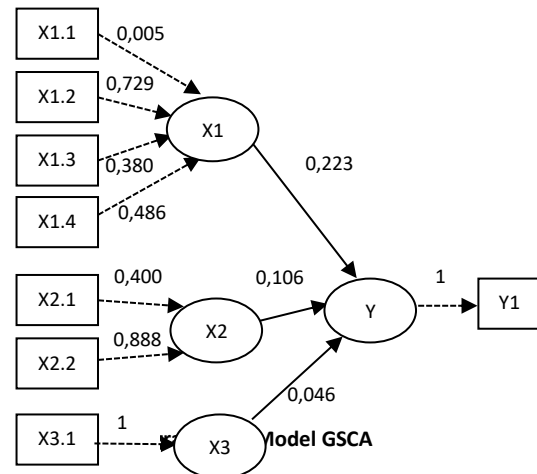 X1.1
0,005
X1.2
0,729
X1
X1.3
0,380
0,223
X1.4
0,486
X2.1
0,400
0,106
1
X2
Y
Y1
X2.2
0,888
0,046
X3.1
1
X3
Model GSCA